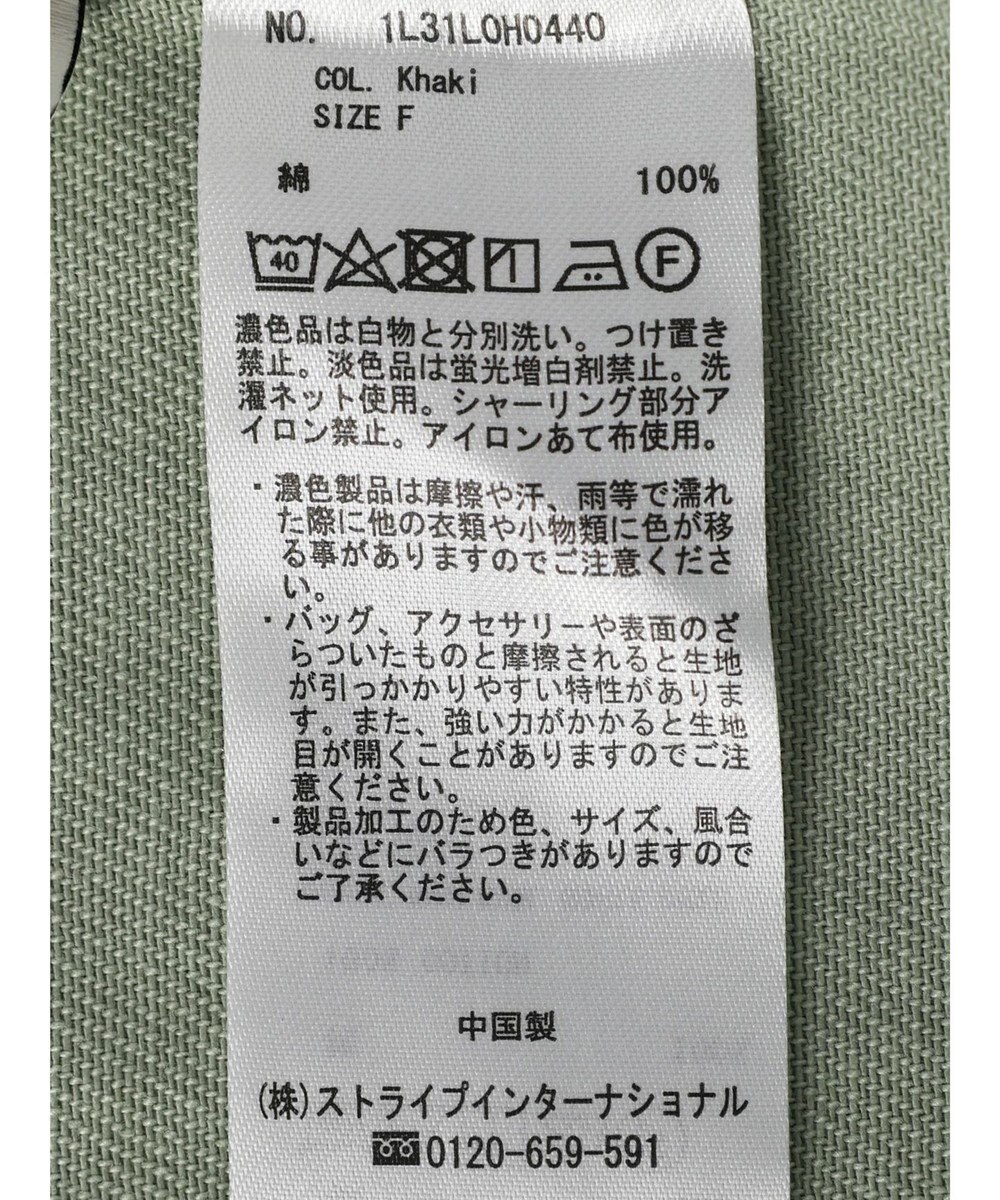 NO. 1L31L0H0440
COL. Khaki
SIZE F
綿 100%
40 F
濃色品は白物と分別洗い。つけ置き
禁止。淡色品は蛍光増白剤禁止。洗
濯ネット使用。シャーリング部分ア
イロン禁止。アイロンあて布使用。
・濃色製品は摩擦や汗、雨等で濡れ
た際に他の衣類や小物類に色が移
る事がありますのでご注意くださ
い。
・バッグ、アクセサリーや表面のざ
らついたものと摩擦されると生地
が引っかかりやすい特性がありま
す。また、強い力がかかると生地
目が開くことがありますのでご注
意ください。
・製品加工のため色、サイズ、風合
いなどにバラつきがありますので
ご了承ください。
中国製
(株)ストライプインターナショナル
0120-659-591